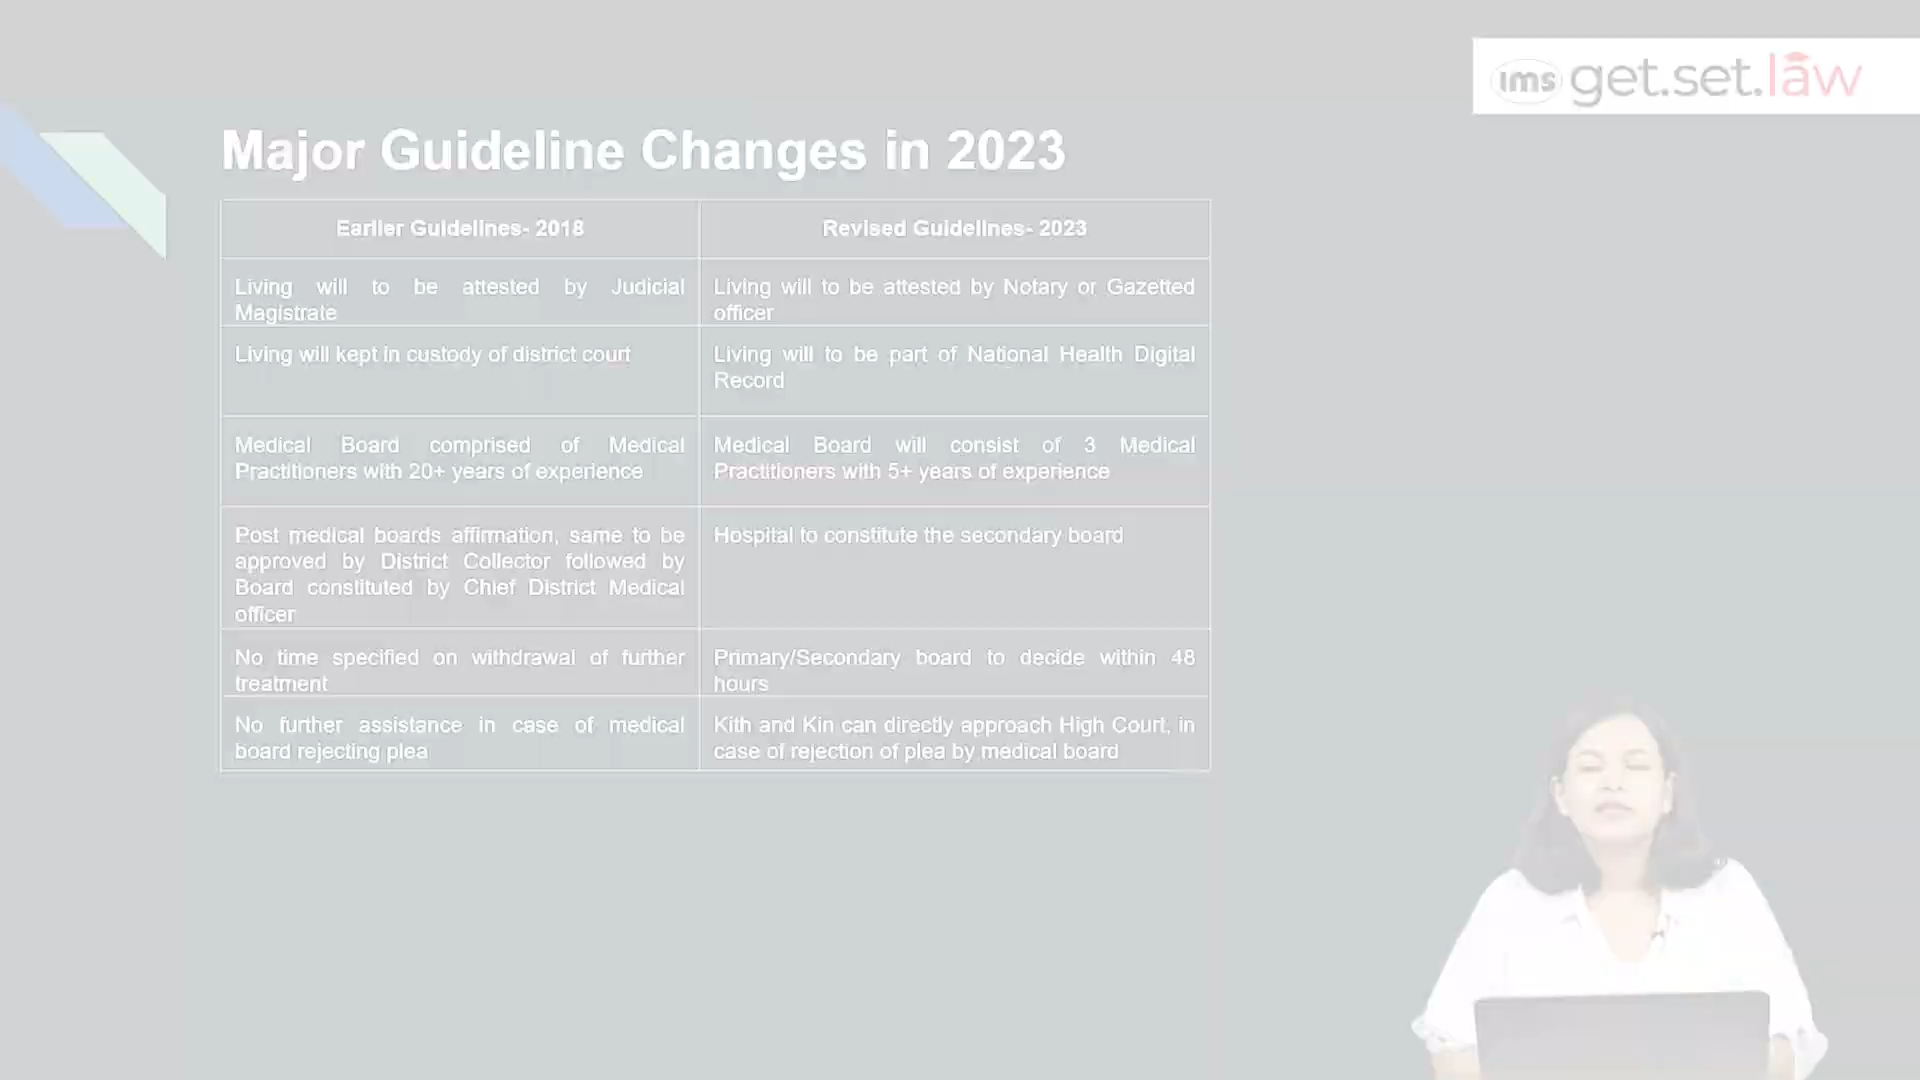 ims get.set.law
Major Guideline Changes in 2023
Earlier Guidelines- 2018
Revised Guidelines- 2023
Living will to be attested by Judicial
Magistrate
Living will to be attested by Notary or Gazetted
officer
Living will kept in custody of district court
Living will to be part of National Health Digital
Record
Medical Board comprised of Medical
Practitioners with 20+ years of experience
Medical Board will consist of 3 Medical
Practitioners with 5+ years of experience
Post medical boards affirmation, same to be
approved by District Collector followed by
Board constituted by Chief District Medical
officer
Hospital to constitute the secondary board
No time specified on withdrawal of further
treatment
Primary/Secondary board to decide within 48
hours
No further assistance in case of medical
board rejecting plea
Kith and Kin can directly approach High Court, in
case of rejection of plea by medical board